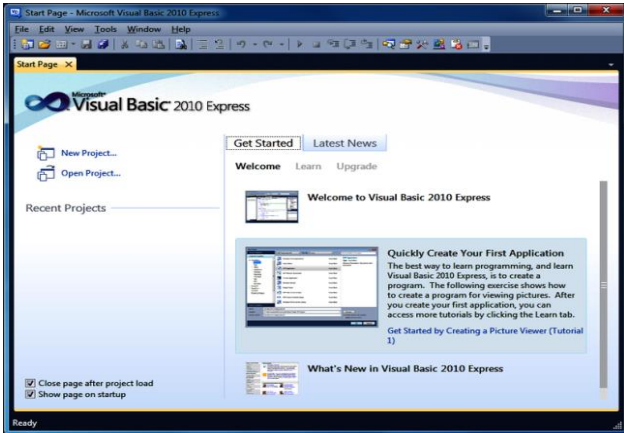 Start Page - Microsoft Visual Basic 2010 Express
File Edit View Tools Window Help
Start Page
Microsoft
Visual Basic 2010 Express
New Project...
Open Project...
Recent Projects
Close page after project load
Show page on startup
Get Started Latest News
Welcome Learn Upgrade
Welcome to Visual Basic 2010 Express
Quickly Create Your First Application
The best way to learn programming, and learn
Visual Basic 2010 Express, is to create a
program. The following exercise shows how
to create a program for viewing pictures. After
you create your first application, you can
access more tutorials by clicking the Learn tab.
Get Started by Creating a Picture Viewer (Tutorial
1)
What's New in Visual Basic 2010 Express
Ready